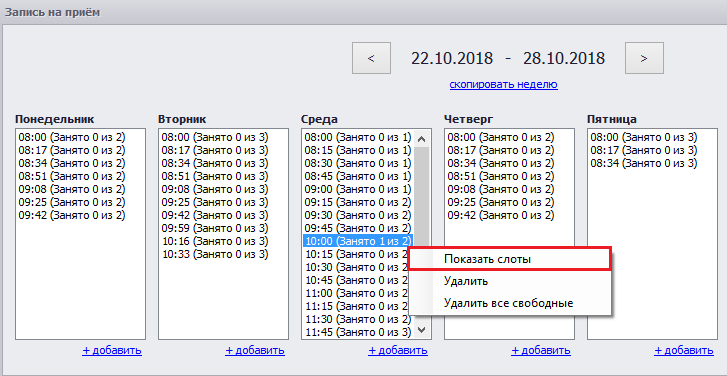 Запись на приём
< 22.10.2018 - 28.10.2018 >
скопировать неделю
Понедельник
08:00 (Занято 0 из 2)
08:17 (Занято 0 из 2)
08:34 (Занято 0 из 2)
08:51 (Занято 0 из 2)
09:08 (Занято 0 из 2)
09:25 (Занято 0 из 2)
09:42 (Занято 0 из 2)
+ добавить
Вторник
08:00 (Занято 0 из 3)
08:17 (Занято 0 из 3)
08:34 (Занято 0 из 3)
08:51 (Занято 0 из 3)
09:08 (Занято 0 из 3)
09:25 (Занято 0 из 3)
09:42 (Занято 0 из 3)
09:59 (Занято 0 из 3)
10:16 (Занято 0 из 3)
10:33 (Занято 0 из 3)
+ добавить
Среда
08:00 (Занято 0 из 1)
08:15 (Занято 0 из 1)
08:30 (Занято 0 из 1)
08:45 (Занято 0 из 1)
09:00 (Занято 0 из 1)
09:15 (Занято 0 из 2)
09:30 (Занято 0 из 2)
09:45 (Занято 0 из 2)
10:00 (Занято 1 из 2)
10:15 (Занято 0 из 2
10:30 (Занято 0 из 2
10:45 (Занято 0 из 2
11:00 (Занято 0 из 2
11:15 (Занято 0 из 2
11:30 (Занято 0 из 2)
11:45 (Занято 0 из 3)
+ добавить
Показать слоты
Удалить
Удалить все свободные
Четверг
08:00 (Занято 0 из 2)
08:17 (Занято 0 из 2)
08:34 (Занято 0 из 2)
08:51 (Занято 0 из 2)
09:08 (Занято 0 из 2)
09:25 (Занято 0 из 2)
09:42 (Занято 0 из 2)
+ добавить
Пятница
08:00 (Занято 0 из 3)
08:17 (Занято 0 из 3)
08:34 (Занято 0 из 3)
+ добавить